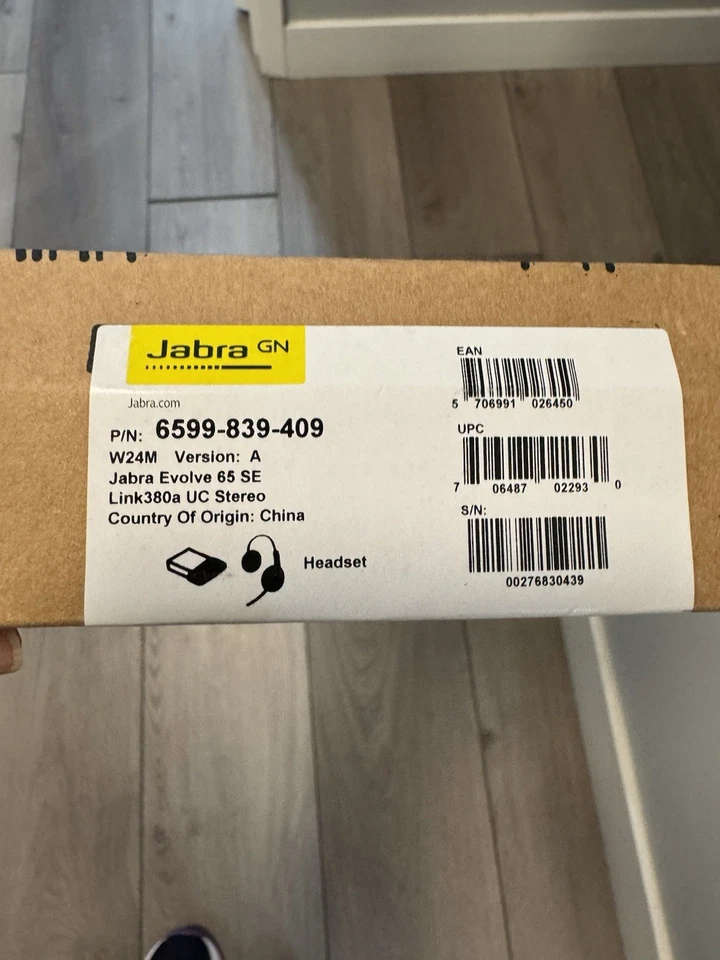 Jabra GN
Jabra.com
P/N: 6599-839-409
W24M Version: A
Jabra Evolve 65 SE
Link380a UC Stereo
Country Of Origin: China
Headset
EAN
5 706991 026450
UPC
7 06487 02293 0
S/N:
00276830439